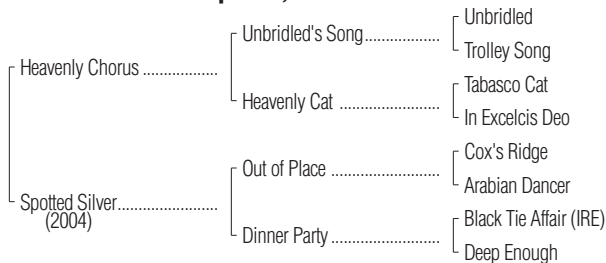 Unbridled
Unbridled's Song..................
Trolley Song
Heavenly Chorus ..................
Tabasco Cat
Heavenly Cat ........................
In Excelcis Deo
Cox's Ridge
Out of Place ..........................
Arabian Dancer
Spotted Silver........................
(2004)
Black Tie Affair (IRE)
Dinner Party ..........................
Deep Enough